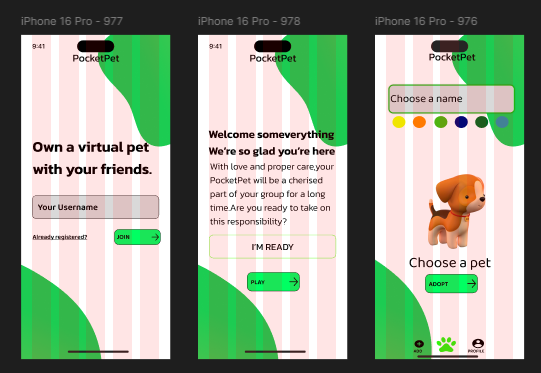 iPhone 16 Pro - 977
9:41
PocketPet
Own a virtual pet
with your friends.
Your Username
Already registered?
JOIN
iPhone 16 Pro - 978
9:41
PocketPet
Welcome someverything
We're so glad you're here
With love and proper care,your
PocketPet will be a cherised
part of your group for a long
time.Are you ready to take on
this responsibility?
I'M READY
PLAY
iPhone 16 Pro - 976
PocketPet
Choose a name
Choose a pet
ADOPT
ADD
PROFILE